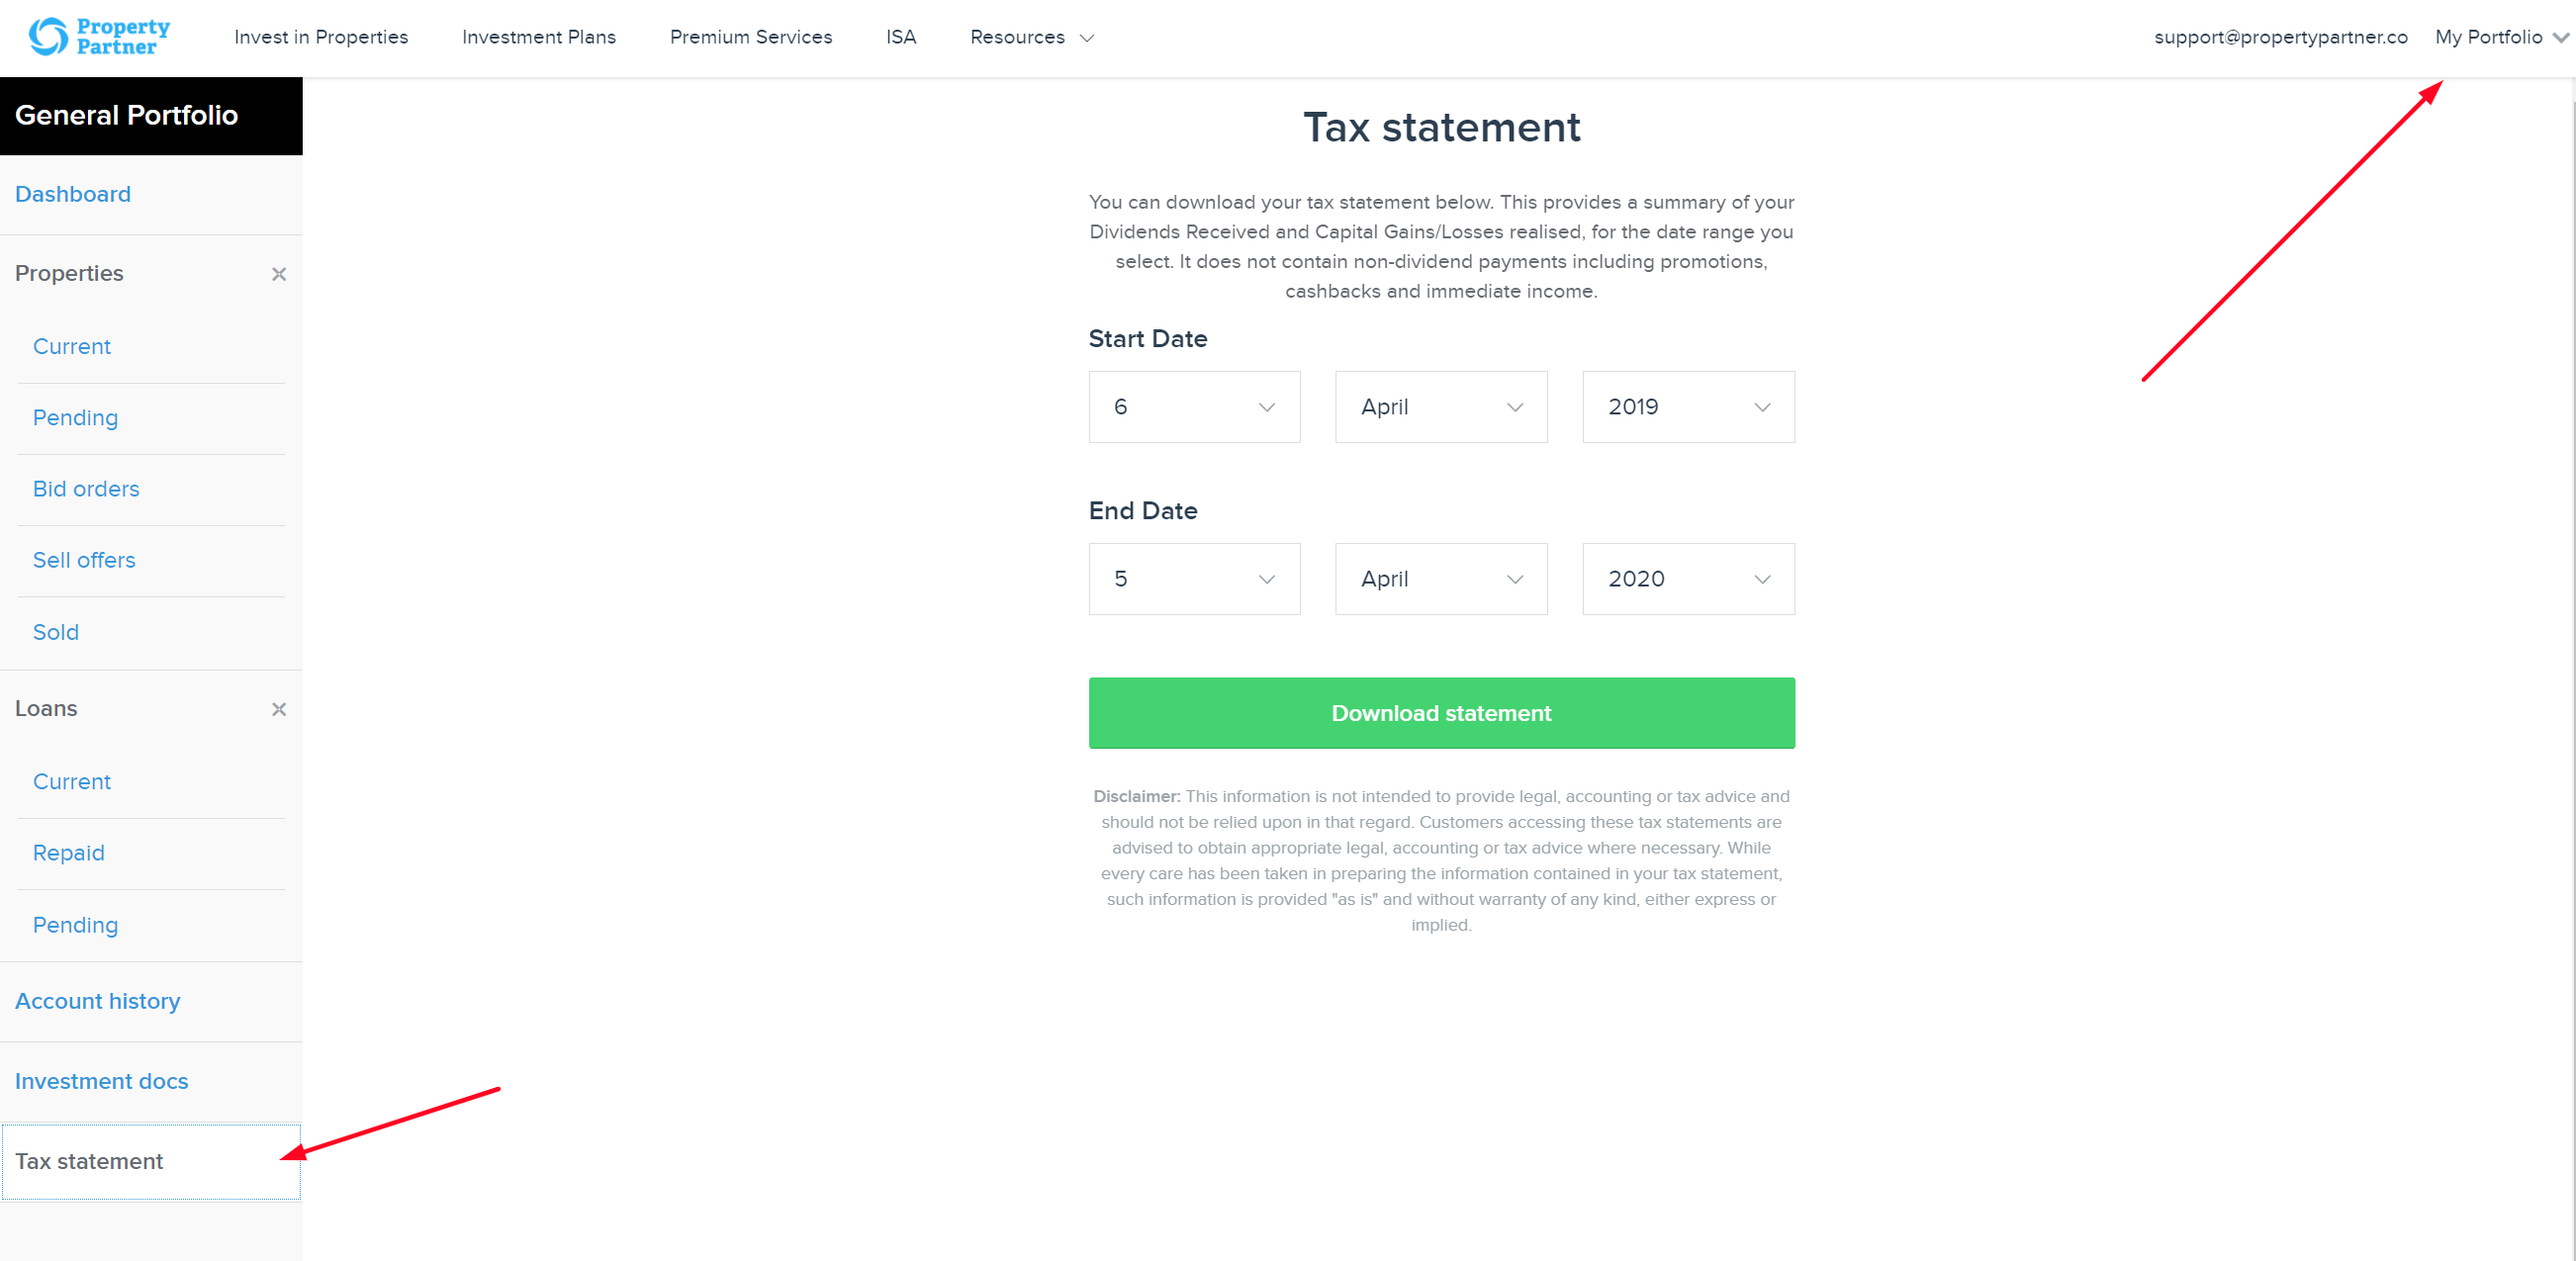 Property
Partner
Invest in Properties
Investment Plans
Premium Services
ISA
Resources
support@propertypartner.co
My Portfolio
General Portfolio
Dashboard
Properties
Current
Pending
Bid orders
Sell offers
Sold
Loans
Current
Repaid
Pending
Account history
Investment docs
Tax statement
Tax statement
You can download your tax statement below. This provides a summary of your
Dividends Received and Capital Gains/Losses realised, for the date range you
select. It does not contain non-dividend payments including promotions,
cashbacks and immediate income.
Start Date
6
April
2019
End Date
5
April
2020
Download statement
Disclaimer: This information is not intended to provide legal, accounting or tax advice and
should not be relied upon in that regard. Customers accessing these tax statements are
advised to obtain appropriate legal, accounting or tax advice where necessary. While
every care has been taken in preparing the information contained in your tax statement,
such information is provided "as is" and without warranty of any kind, either express or
implied.